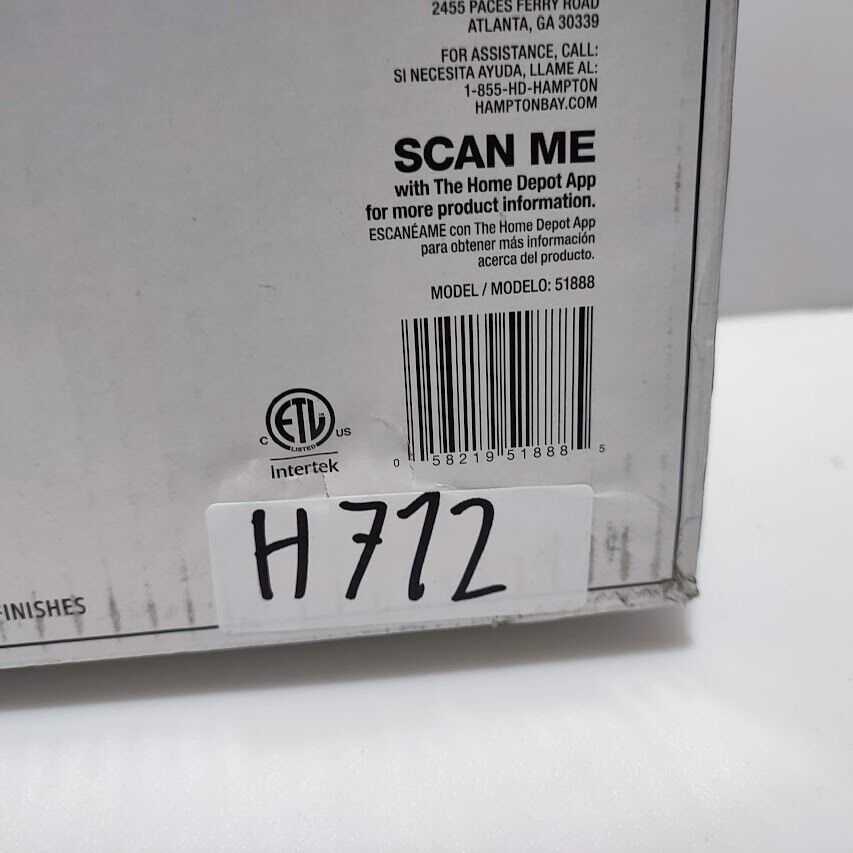 2455 PACES FERRY ROAD
ATLANTA, GA 30339
FOR ASSISTANCE, CALL:
SI NECESITA AYUDA, LLAME AL:
1-855-HD-HAMPTON
HAMPTONBAY.COM
SCAN ME
with The Home Depot App
for more product information.
ESCANÉAME con The Home Depot App
para obtener más información
acerca del producto.
MODEL / MODELO: 51888
0 58219 51888 5
C ETL US
LISTED
Intertek
H712
FINISHES